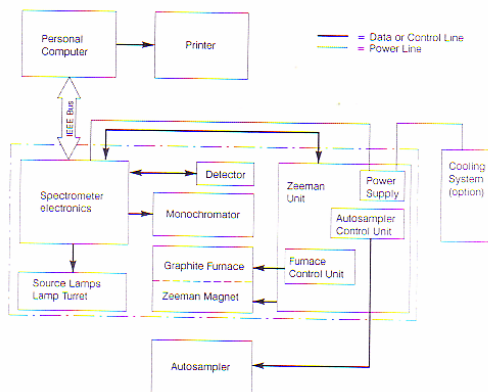 Personal
Computer
Printer
= Data or Control Line
= Power Line
IEEE Bus
Spectrometer
electronics
Detector
Monochromator
Zeeman
Unit
Power
Supply
Cooling
System
(option)
Autosampler
Control Unit
Graphite Furnace
Furnace
Control Unit
Source Lamps
Lamp Turret
Zeeman Magnet
Autosampler